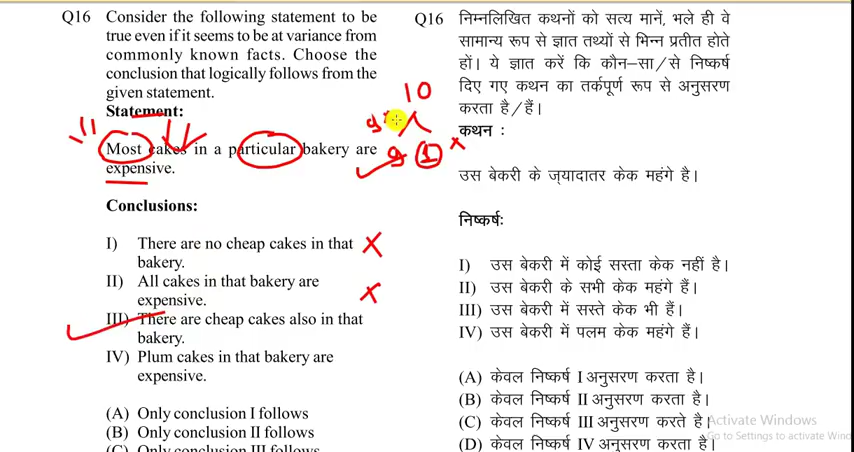 Q16 Consider the following statement to be
true even if it seems to be at variance from
commonly known facts. Choose the
conclusion that logically follows from the
given statement.
Statement:
Most cakes in a particular bakery are
expensive.
Conclusions:
I) There are no cheap cakes in that
bakery.
II) All cakes in that bakery are
expensive.
III) There are cheap cakes also in that
bakery.
IV) Plum cakes in that bakery are
expensive.
(A) Only conclusion I follows
(B) Only conclusion II follows
(C) Only conclusion III follows
10
9 1
Q16 निम्नलिखित कथनों को सत्य मानें, भले ही वे
सामान्य रूप से ज्ञात तथ्यों से भिन्न प्रतीत होते
हों। ये ज्ञात करें कि कौन–सा/से निष्कर्ष
दिए गए कथन का तर्कपूर्ण रूप से अनुसरण
करता है/हैं।
कथन :
उस बेकरी के ज्यादातर केक महंगे है।
निष्कर्षः
I) उस बेकरी में कोई सस्ता केक नहीं है।
II) उस बेकरी के सभी केक महंगे हैं।
III) उस बेकरी में सस्ते केक भी हैं।
IV) उस बेकरी में पलम केक महंगे हैं।
(A) केवल निष्कर्ष I अनुसरण करता है।
(B) केवल निष्कर्ष II अनुसरण करता है।
(C) केवल निष्कर्ष III अनुसरण करते है।
(D) केवल निष्कर्ष IV अनुसरण करता है।
Activate Windows
Go to Settings to activate Wind